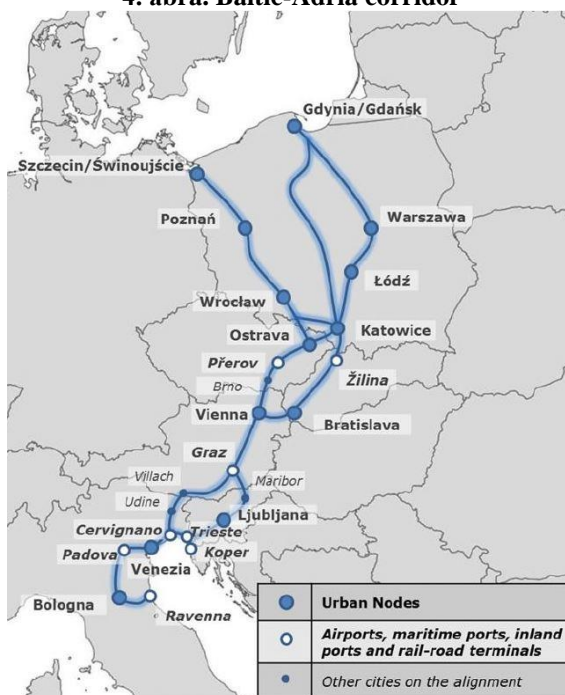 4. ábra: Baltic-Adria corridor
Gdynia/Gdańsk
Szczecin/Świnoujście
Poznań
Warszawa
Łódź
Wrocław
Katowice
Ostrava
Přerov
Žilina
Brno
Vienna
Bratislava
Graz
Villach
Maribor
Udine
Ljubljana
Cervignano
Trieste
Padova
Koper
Venezia
Bologna
Ravenna
Urban Nodes
Airports, maritime ports, inland
ports and rail-road terminals
Other cities on the alignment